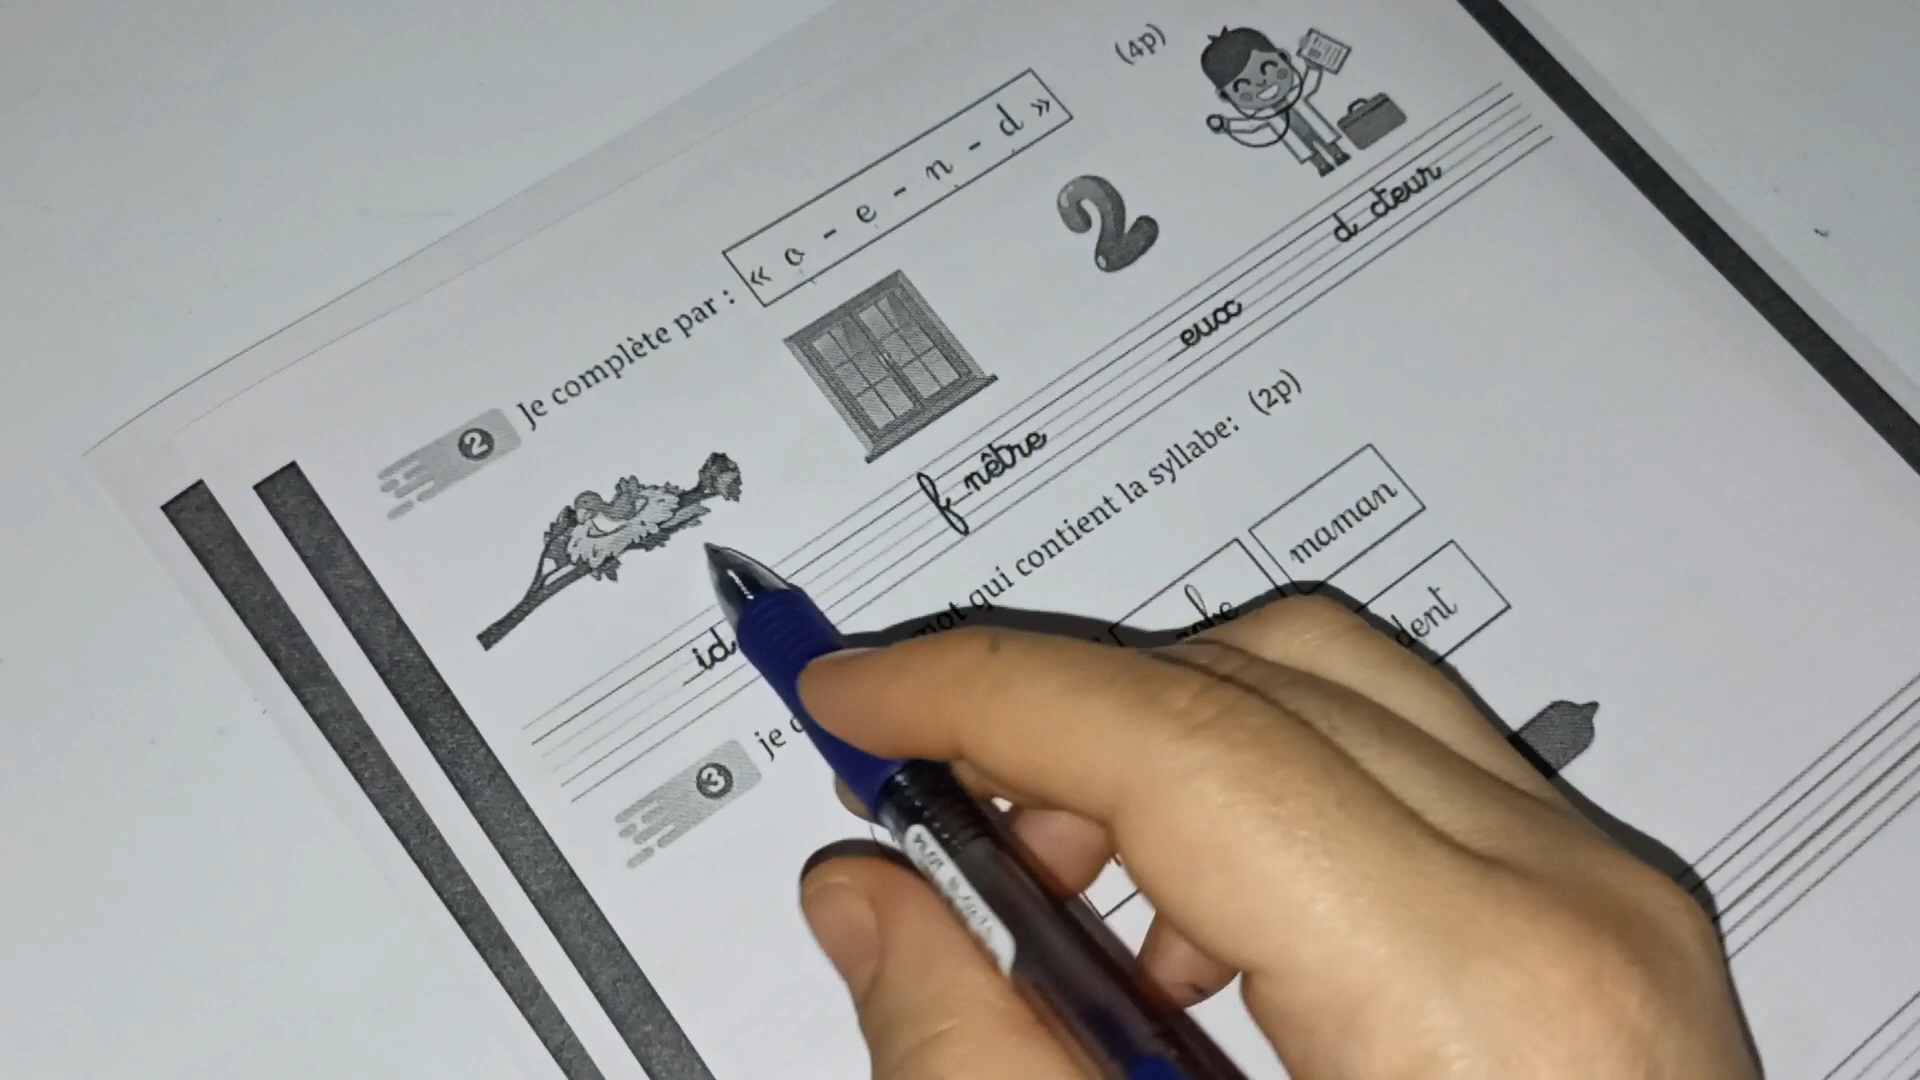 (4p)
2 Je complète par : « o - e - n - d »
2
_id f_nêtre _eux d_cteur
3 je mot qui contient la syllabe: (2p)
maman
dent